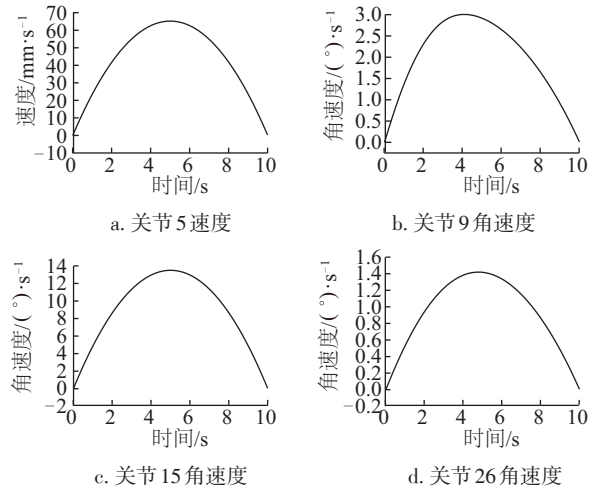 速度/mm·s⁻¹
70
60
50
40
30
20
10
0
−10
0 2 4 6 8 10
时间/s
a. 关节5速度
角速度/(°)·s⁻¹
3.0
2.5
2.0
1.5
1.0
0.5
0.0
0 2 4 6 8 10
时间/s
b. 关节9角速度
角速度/(°)·s⁻¹
14
12
10
8
6
4
2
0
−2
0 2 4 6 8 10
时间/s
c. 关节15角速度
角速度/(°)·s⁻¹
1.6
1.4
1.2
1.0
0.8
0.6
0.4
0.2
0.0
−0.2
0 2 4 6 8 10
时间/s
d. 关节26角速度